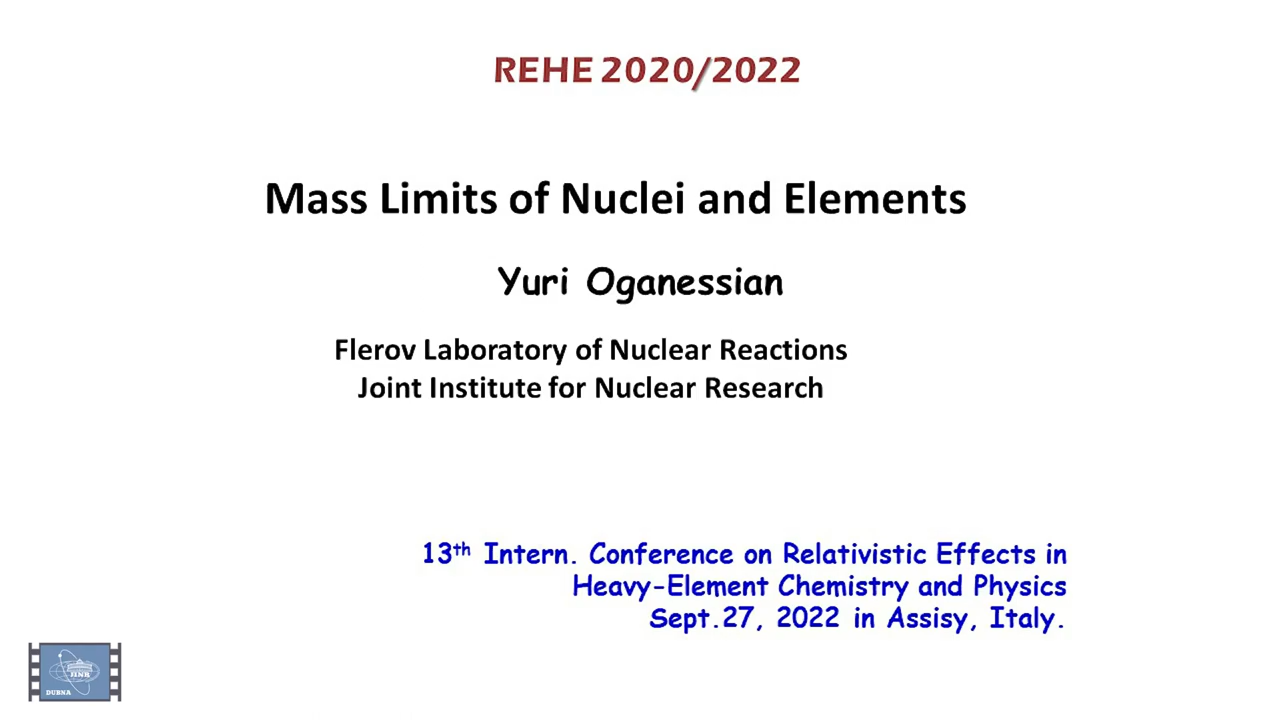 REHE 2020/2022
Mass Limits of Nuclei and Elements
Yuri Oganessian
Flerov Laboratory of Nuclear Reactions
Joint Institute for Nuclear Research
13th Intern. Conference on Relativistic Effects in
Heavy-Element Chemistry and Physics
Sept.27, 2022 in Assisy, Italy.
JINR
DUBNA